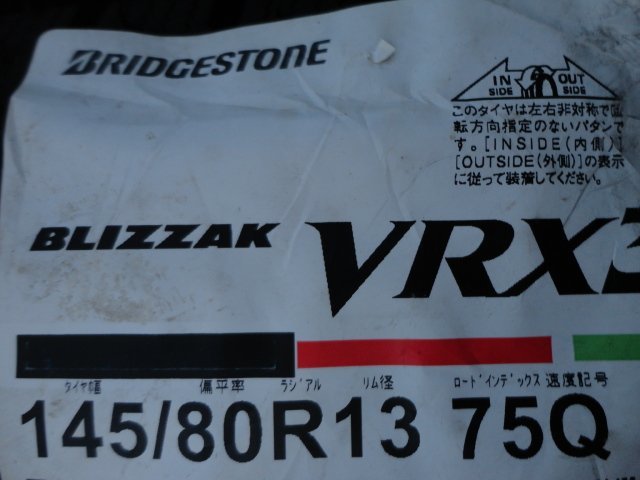 BRIDGESTONE
IN SIDE OUT SIDE
このタイヤは左右非対称で回
転方向指定のないパタンで
す。[INSIDE(内側)]
[OUTSIDE(外側)]の表示
に従って装着してください。
BLIZZAK VRX3
タイヤ幅 偏平率 ラジアル リム径 ロードインデックス 速度記号
145/80R13 75Q